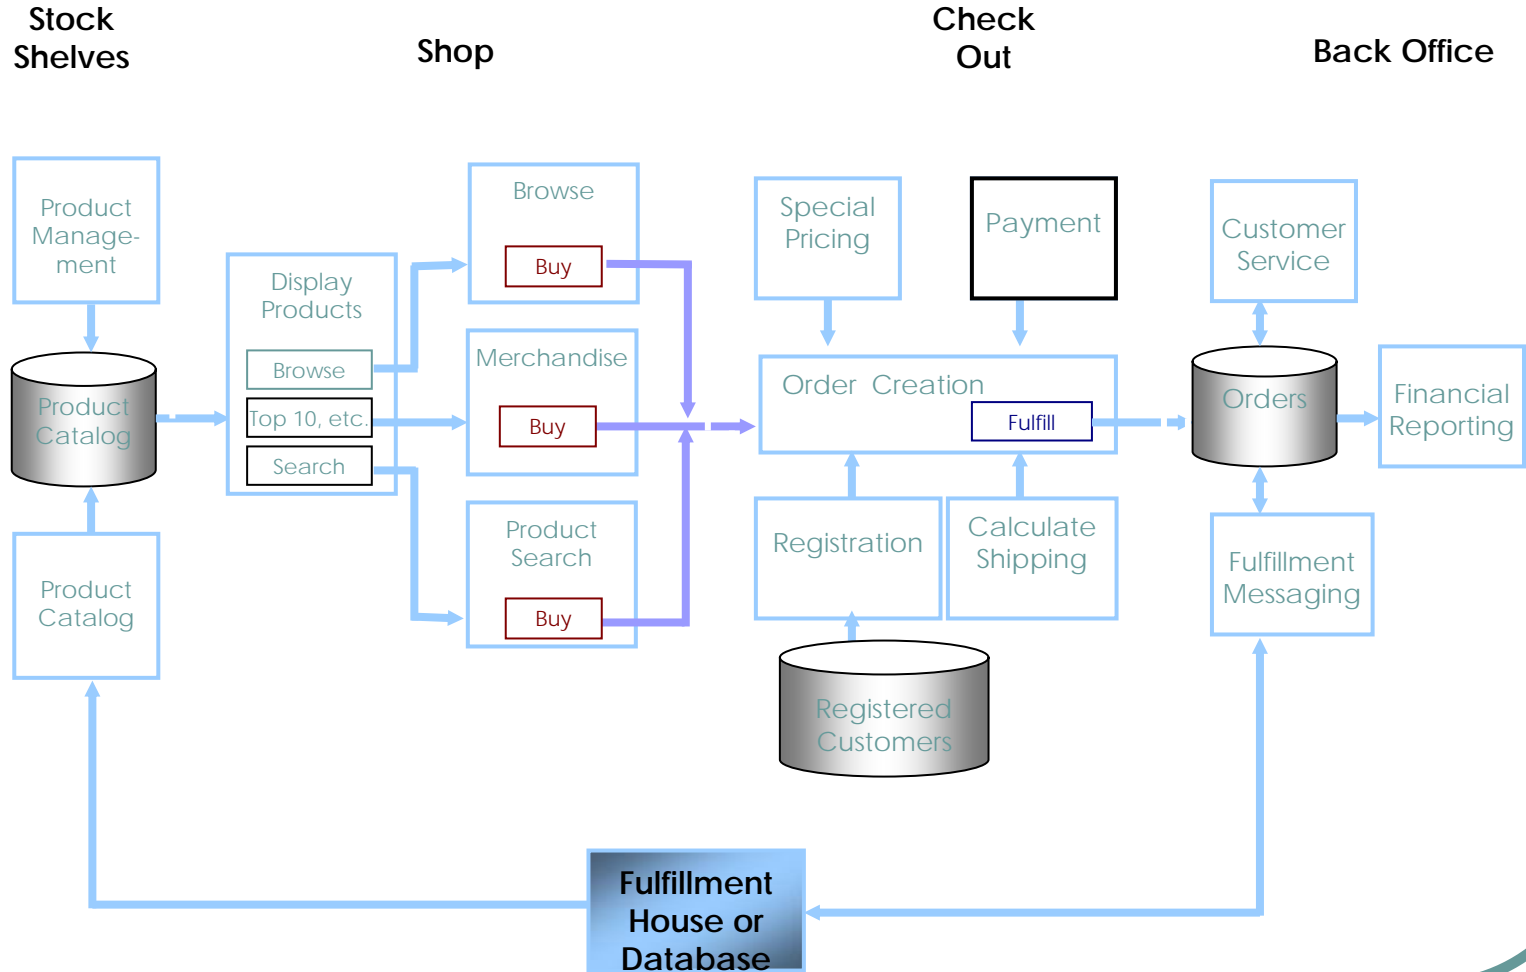 Stock
Shelves
Shop
Check
Out
Back Office
Product
Manage-
ment
Product
Catalog
Product
Catalog
Display
Products
Browse
Top 10, etc.
Search
Browse
Buy
Merchandise
Buy
Product
Search
Buy
Special
Pricing
Payment
Order Creation
Fulfill
Registration
Calculate
Shipping
Registered
Customers
Customer
Service
Orders
Financial
Reporting
Fulfillment
Messaging
Fulfillment
House or
Database